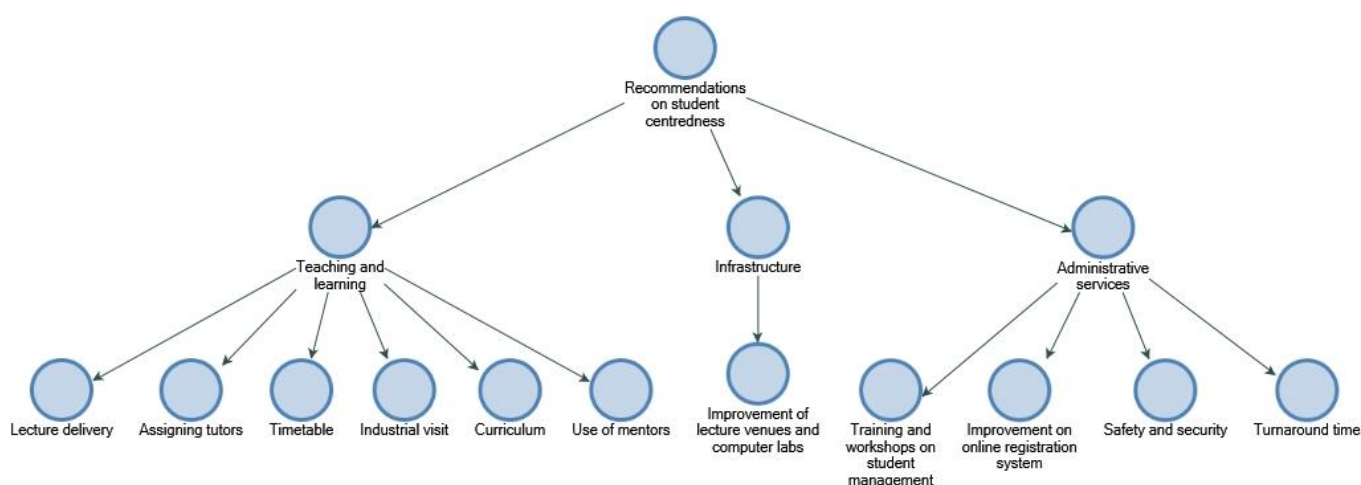 Recommendations
on student
centredness
Teaching and
learning
Infrastructure
Administrative
services
Lecture delivery
Assigning tutors
Timetable
Industrial visit
Curriculum
Use of mentors
Improvement of
lecture venues and
computer labs
Training and
workshops on
student
management
Improvement on
online registration
system
Safety and security
Turnaround time